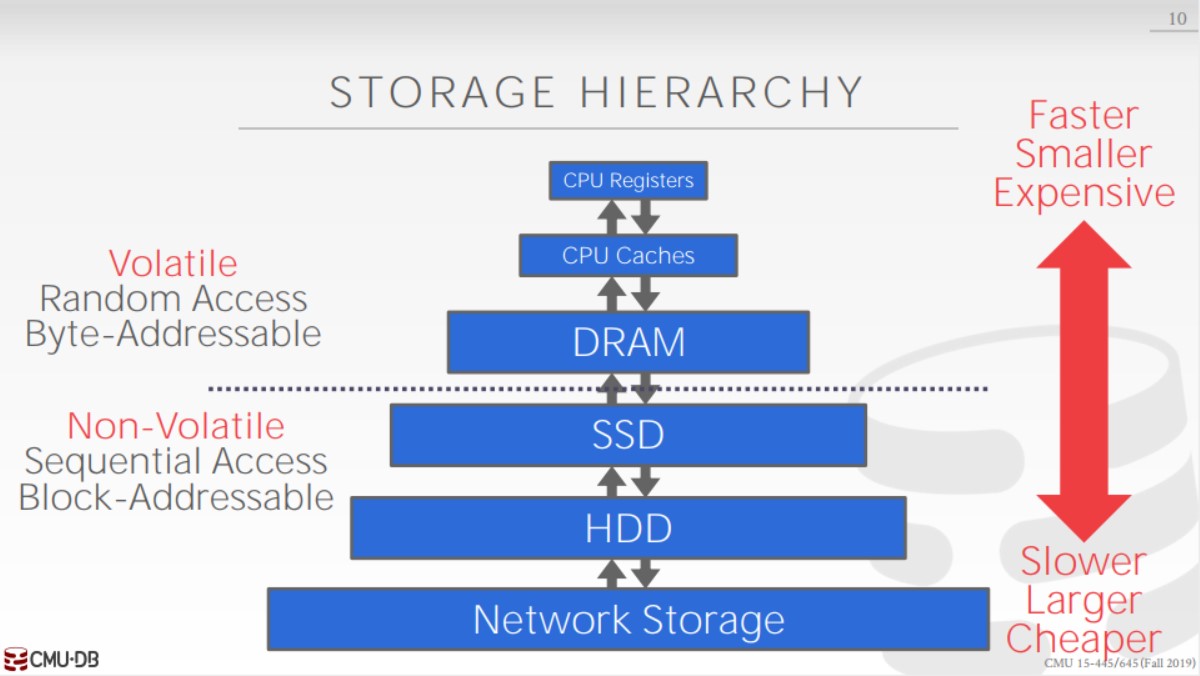 10
STORAGE HIERARCHY
Faster
Smaller
Expensive
CPU Registers
CPU Caches
DRAM
Volatile
Random Access
Byte-Addressable
Non-Volatile
Sequential Access
Block-Addressable
SSD
HDD
Network Storage
Slower
Larger
Cheaper
CMU·DB
CMU 15-445/645 (Fall 2019)